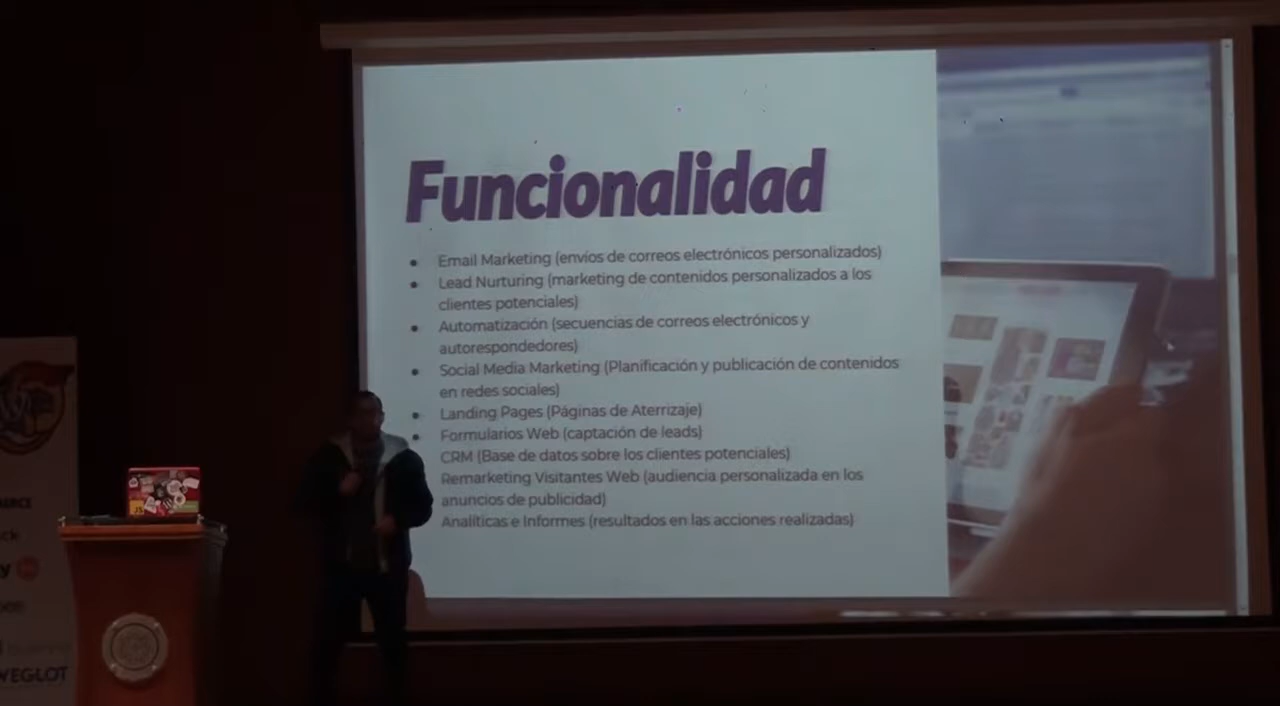 Funcionalidad
● Email Marketing (envíos de correos electrónicos personalizados)
● Lead Nurturing (marketing de contenidos personalizados a los
clientes potenciales)
● Automatización (secuencias de correos electrónicos y
autorespondedores)
● Social Media Marketing (Planificación y publicación de contenidos
en redes sociales)
● Landing Pages (Páginas de Aterrizaje)
● Formularios Web (captación de leads)
CRM (Base de datos sobre los clientes potenciales)
Remarketing Visitantes Web (audiencia personalizada en los
anuncios de publicidad)
Analíticas e Informes (resultados en las acciones realizadas)
JS
WEGLOT